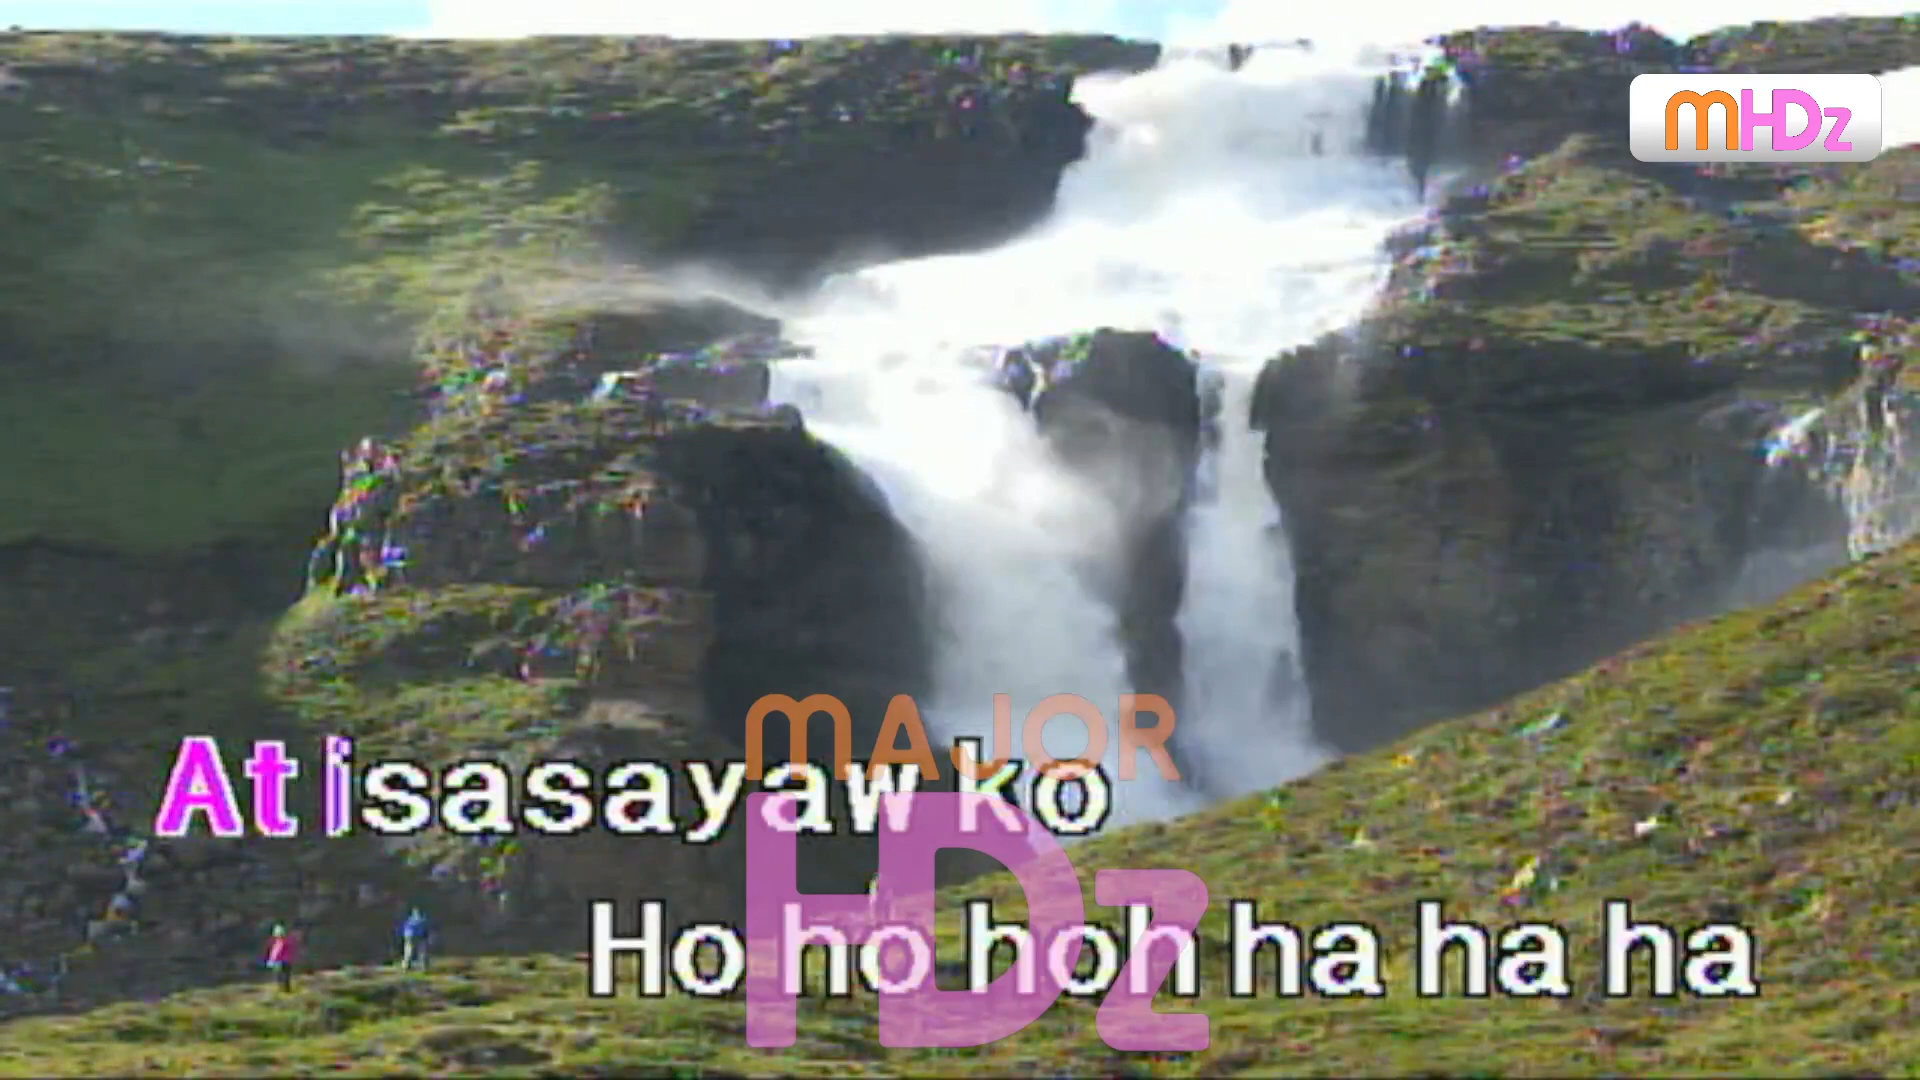 MHDz
MAJOR
HDz
At isasayaw ko
Ho ho hoh ha ha ha